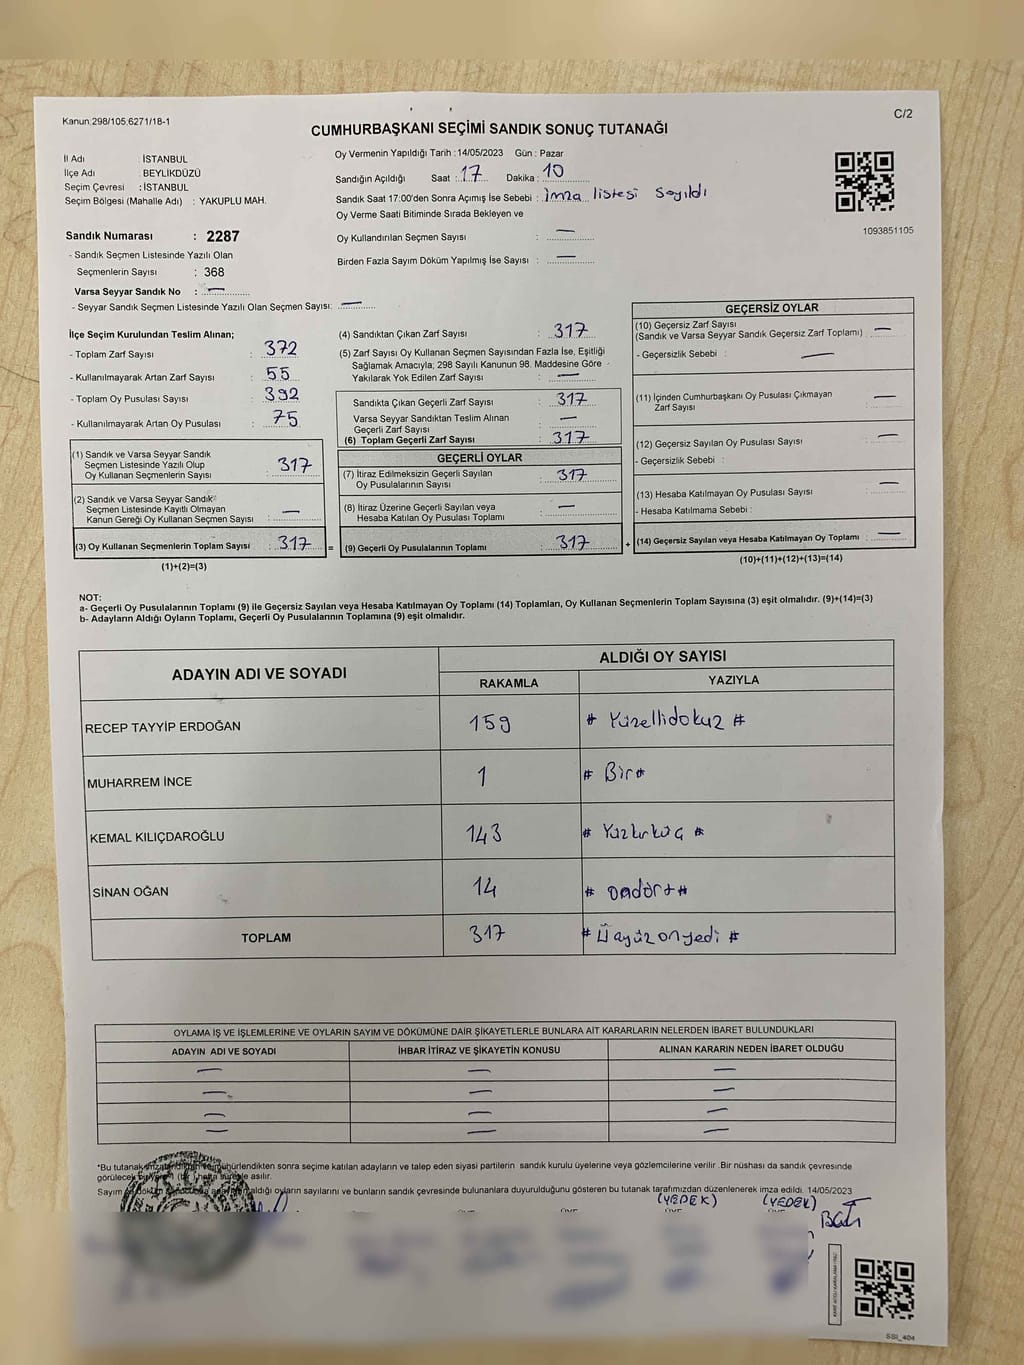 Kanun:298/105,6271/18-1
C/2
CUMHURBAŞKANI SEÇİMİ SANDIK SONUÇ TUTANAĞI
İl Adı : İSTANBUL
İlçe Adı : BEYLİKDÜZÜ
Seçim Çevresi : İSTANBUL
Seçim Bölgesi (Mahalle Adı) : YAKUPLU MAH.
Sandık Numarası : 2287
- Sandık Seçmen Listesinde Yazılı Olan
Seçmenlerin Sayısı : 368
Varsa Seyyar Sandık No : —
- Seyyar Sandık Seçmen Listesinde Yazılı Olan Seçmen Sayısı: —
Oy Vermenin Yapıldığı Tarih : 14/05/2023 Gün : Pazar
Sandığın Açıldığı Saat : 17 Dakika : 10
Sandık Saat 17:00'den Sonra Açımış İse Sebebi : İmza listesi sayıldı
Oy Verme Saati Bitiminde Sırada Bekleyen ve
Oy Kullandırılan Seçmen Sayısı : —
Birden Fazla Sayım Döküm Yapılmış İse Sayısı : —
1093851105
İlçe Seçim Kurulundan Teslim Alınan;
- Toplam Zarf Sayısı : 372
- Kullanılmayarak Artan Zarf Sayısı : 55
- Toplam Oy Pusulası Sayısı : 392
- Kullanılmayarak Artan Oy Pusulası : 75
(1) Sandık ve Varsa Seyyar Sandık
Seçmen Listesinde Yazılı Olup
Oy Kullanan Seçmenlerin Sayısı : 317
(2) Sandık ve Varsa Seyyar Sandık
Seçmen Listesinde Kayıtlı Olmayan
Kanun Gereği Oy Kullanan Seçmen Sayısı : —
(3) Oy Kullanan Seçmenlerin Toplam Sayısı : 317 =
(1)+(2)=(3)
(4) Sandıktan Çıkan Zarf Sayısı : 317
(5) Zarf Sayısı Oy Kullanan Seçmen Sayısından Fazla İse, Eşitliği
Sağlamak Amacıyla; 298 Sayılı Kanunun 98. Maddesine Göre
Yakılarak Yok Edilen Zarf Sayısı : —
Sandıkta Çıkan Geçerli Zarf Sayısı : 317
Varsa Seyyar Sandıktan Teslim Alınan
Geçerli Zarf Sayısı : —
(6) Toplam Geçerli Zarf Sayısı : 317
GEÇERLİ OYLAR
(7) İtiraz Edilmeksizin Geçerli Sayılan
Oy Pusulalarının Sayısı : 317
(8) İtiraz Üzerine Geçerli Sayılan veya
Hesaba Katılan Oy Pusulası Toplamı : —
(9) Geçerli Oy Pusulalarının Toplamı : 317 +
GEÇERSİZ OYLAR
(10) Geçersiz Zarf Sayısı
(Sandık ve Varsa Seyyar Sandık Geçersiz Zarf Toplamı) : —
- Geçersizlik Sebebi : —
(11) İçinden Cumhurbaşkanı Oy Pusulası Çıkmayan
Zarf Sayısı : —
(12) Geçersiz Sayılan Oy Pusulası Sayısı : —
- Geçersizlik Sebebi :
(13) Hesaba Katılmayan Oy Pusulası Sayısı : —
- Hesaba Katılmama Sebebi :
(14) Geçersiz Sayılan veya Hesaba Katılmayan Oy Toplamı : —
(10)+(11)+(12)+(13)=(14)
NOT:
a- Geçerli Oy Pusulalarının Toplamı (9) ile Geçersiz Sayılan veya Hesaba Katılmayan Oy Toplamı (14) Toplamları, Oy Kullanan Seçmenlerin Toplam Sayısına (3) eşit olmalıdır. (9)+(14)=(3)
b- Adayların Aldığı Oyların Toplamı, Geçerli Oy Pusulalarının Toplamına (9) eşit olmalıdır.
ADAYIN ADI VE SOYADI
ALDIĞI OY SAYISI
RAKAMLA YAZIYLA
RECEP TAYYİP ERDOĞAN 159 # Yüzellidokuz #
MUHARREM İNCE 1 # Bir #
KEMAL KILIÇDAROĞLU 143 # Yüzkırküç #
SİNAN OĞAN 14 # Ondört #
TOPLAM 317 # Üçyüzonyedi #
OYLAMA İŞ VE İŞLEMLERİNE VE OYLARIN SAYIM VE DÖKÜMÜNE DAİR ŞİKAYETLERLE BUNLARA AİT KARARLARIN NELERDEN İBARET BULUNDUKLARI
ADAYIN ADI VE SOYADI İHBAR İTİRAZ VE ŞİKAYETİN KONUSU ALINAN KARARIN NEDEN İBARET OLDUĞU
— — —
— — —
— — —
— — —
*Bu tutanak mühürlendikten sonra seçime katılan adayların ve talep eden siyasi partilerin sandık kurulu üyelerine veya gözlemcilerine verilir .Bir nüshası da sandık çevresinde
görülecek asılır.
Sayım aldığı oyların sayılarını ve bunların sandık çevresinde bulunanlara duyurulduğunu gösteren bu tutanak tarafımızdan düzenlenerek imza edildi. 14/05/2023
(YEDEK) (YEDEK)
SSI_404